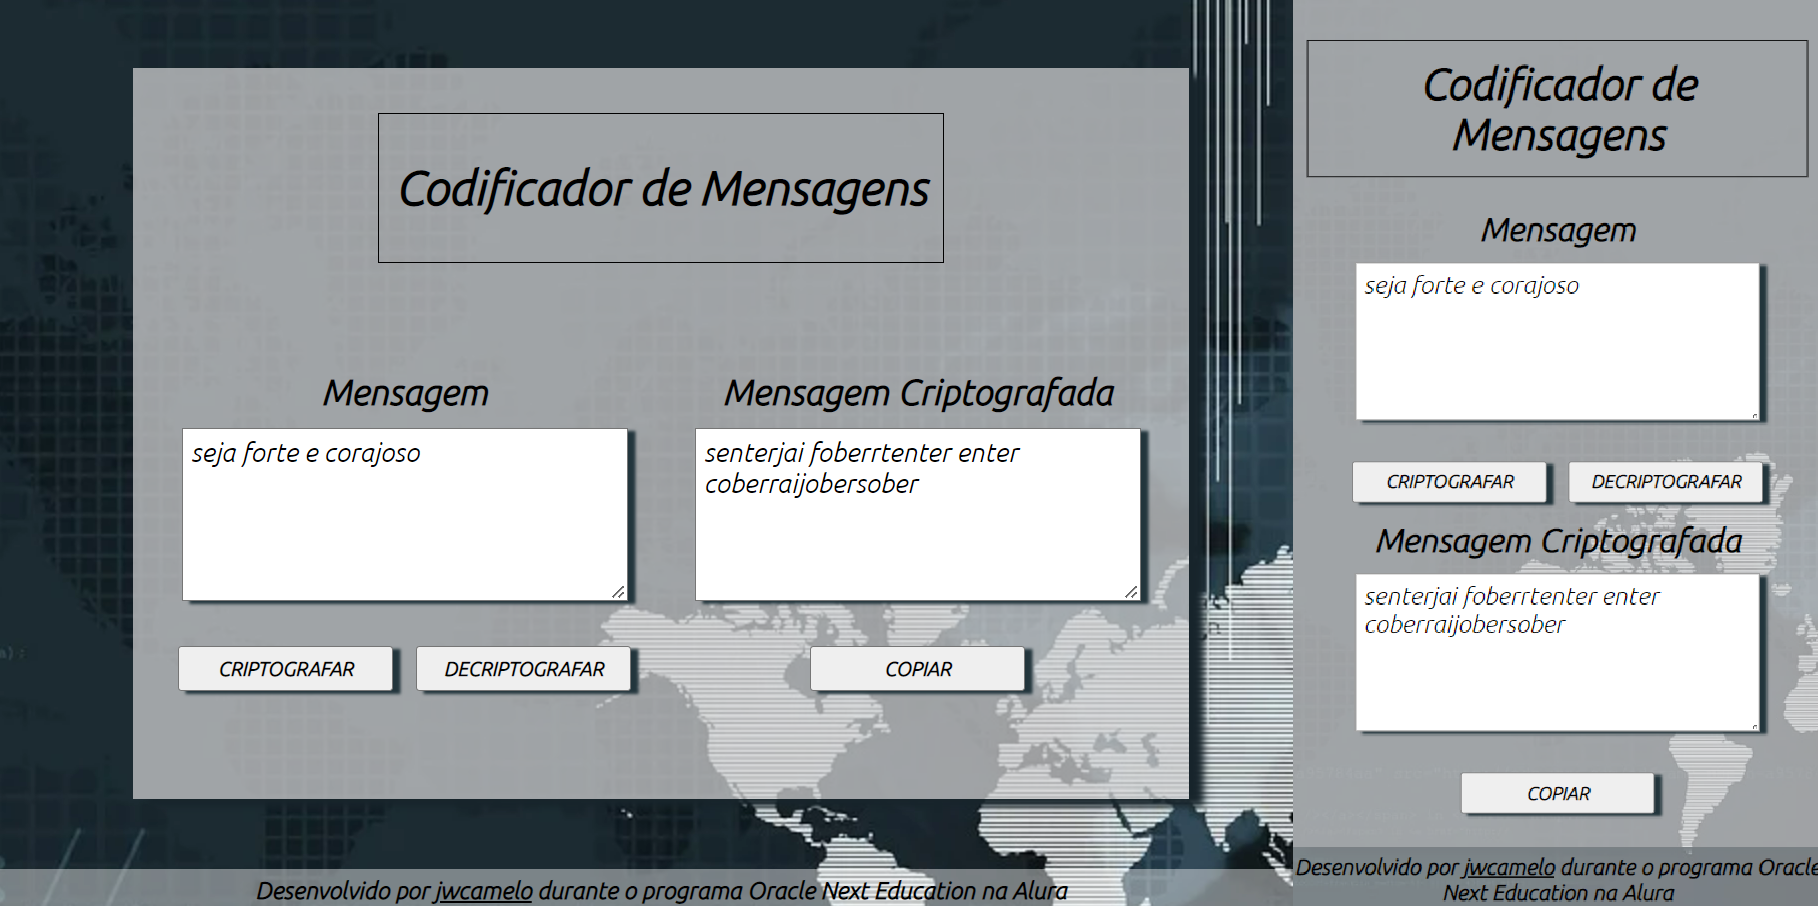 Codificador de Mensagens
Mensagem
seja forte e corajoso
CRIPTOGRAFAR
DECRIPTOGRAFAR
Mensagem Criptografada
senterjai foberrtenter enter
coberraijobersober
COPIAR
Desenvolvido por jwcamelo durante o programa Oracle Next Education na Alura
Codificador de
Mensagens
Mensagem
seja forte e corajoso
CRIPTOGRAFAR
DECRIPTOGRAFAR
Mensagem Criptografada
senterjai foberrtenter enter
coberraijobersober
COPIAR
Desenvolvido por jwcamelo durante o programa Oracle
Next Education na Alura